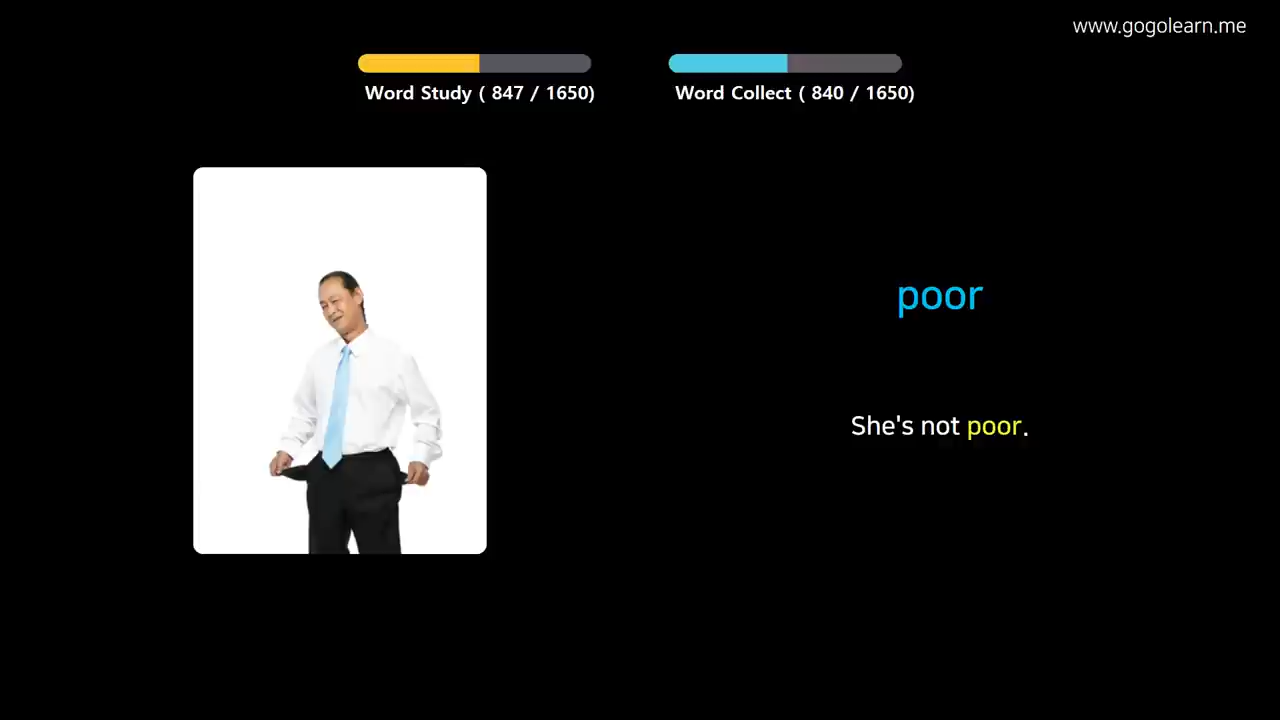 www.gogolearn.me
Word Study ( 847 / 1650)
Word Collect ( 840 / 1650)
poor
She's not poor.